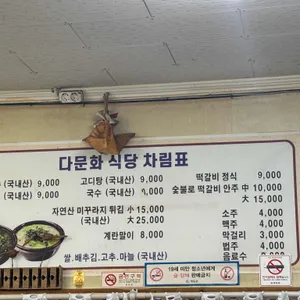 다문화 식당 차림표
(국내산) 9,000
(국내산) 9,000
고디탕 (국내산) 9,000
국수 (국내산) 9,000
자연산 미꾸라지 튀김 小 15,000
(국내산) 大 25,000
계란말이 8,000
떡갈비 정식 9,000
숯불로 떡갈비 안주 中 10,000
大 15,000
소주 4,000
맥주 4,000
막걸리 3,000
법주 4,000
음료수
쌀,배추김,고추,마늘 (국내산)
19세 미만 청소년에게
판매금지